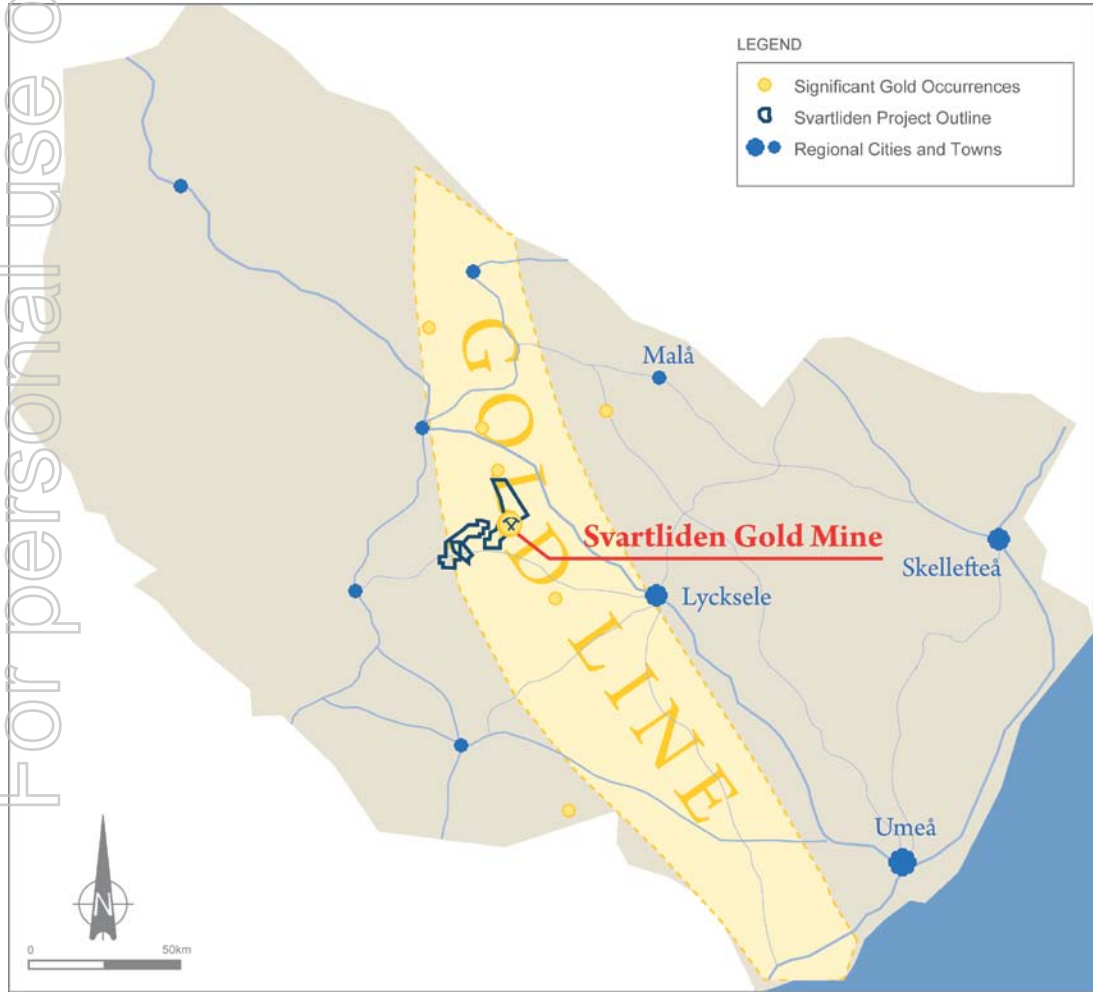 For personal use o
LEGEND
Significant Gold Occurrences
Svartliden Project Outline
Regional Cities and Towns
GOLD LINE
Malå
Svartliden Gold Mine
Skellefteå
Lycksele
Umeå
N
0 50km